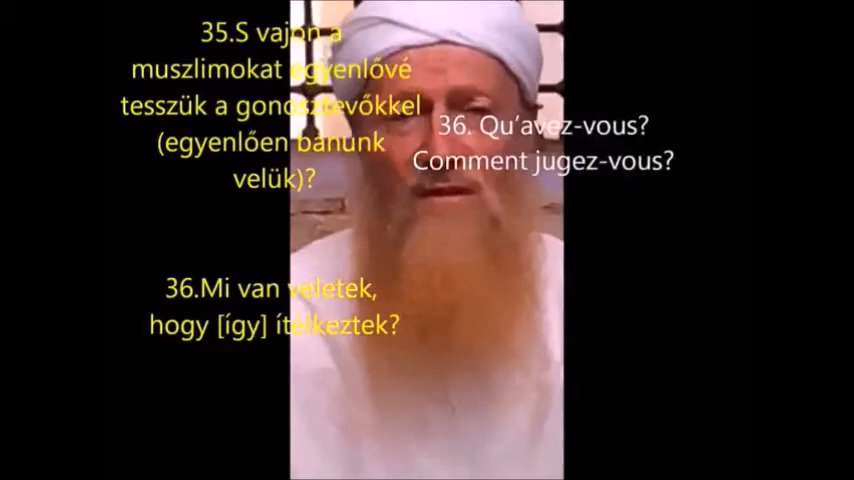 35.S vajon a
muszlimokat egyenlővé
tesszük a gonosztevőkkel
(egyenlően bánunk
velük)?
36. Qu'avez-vous?
Comment jugez-vous?
36.Mi van veletek,
hogy [így] ítélkeztek?